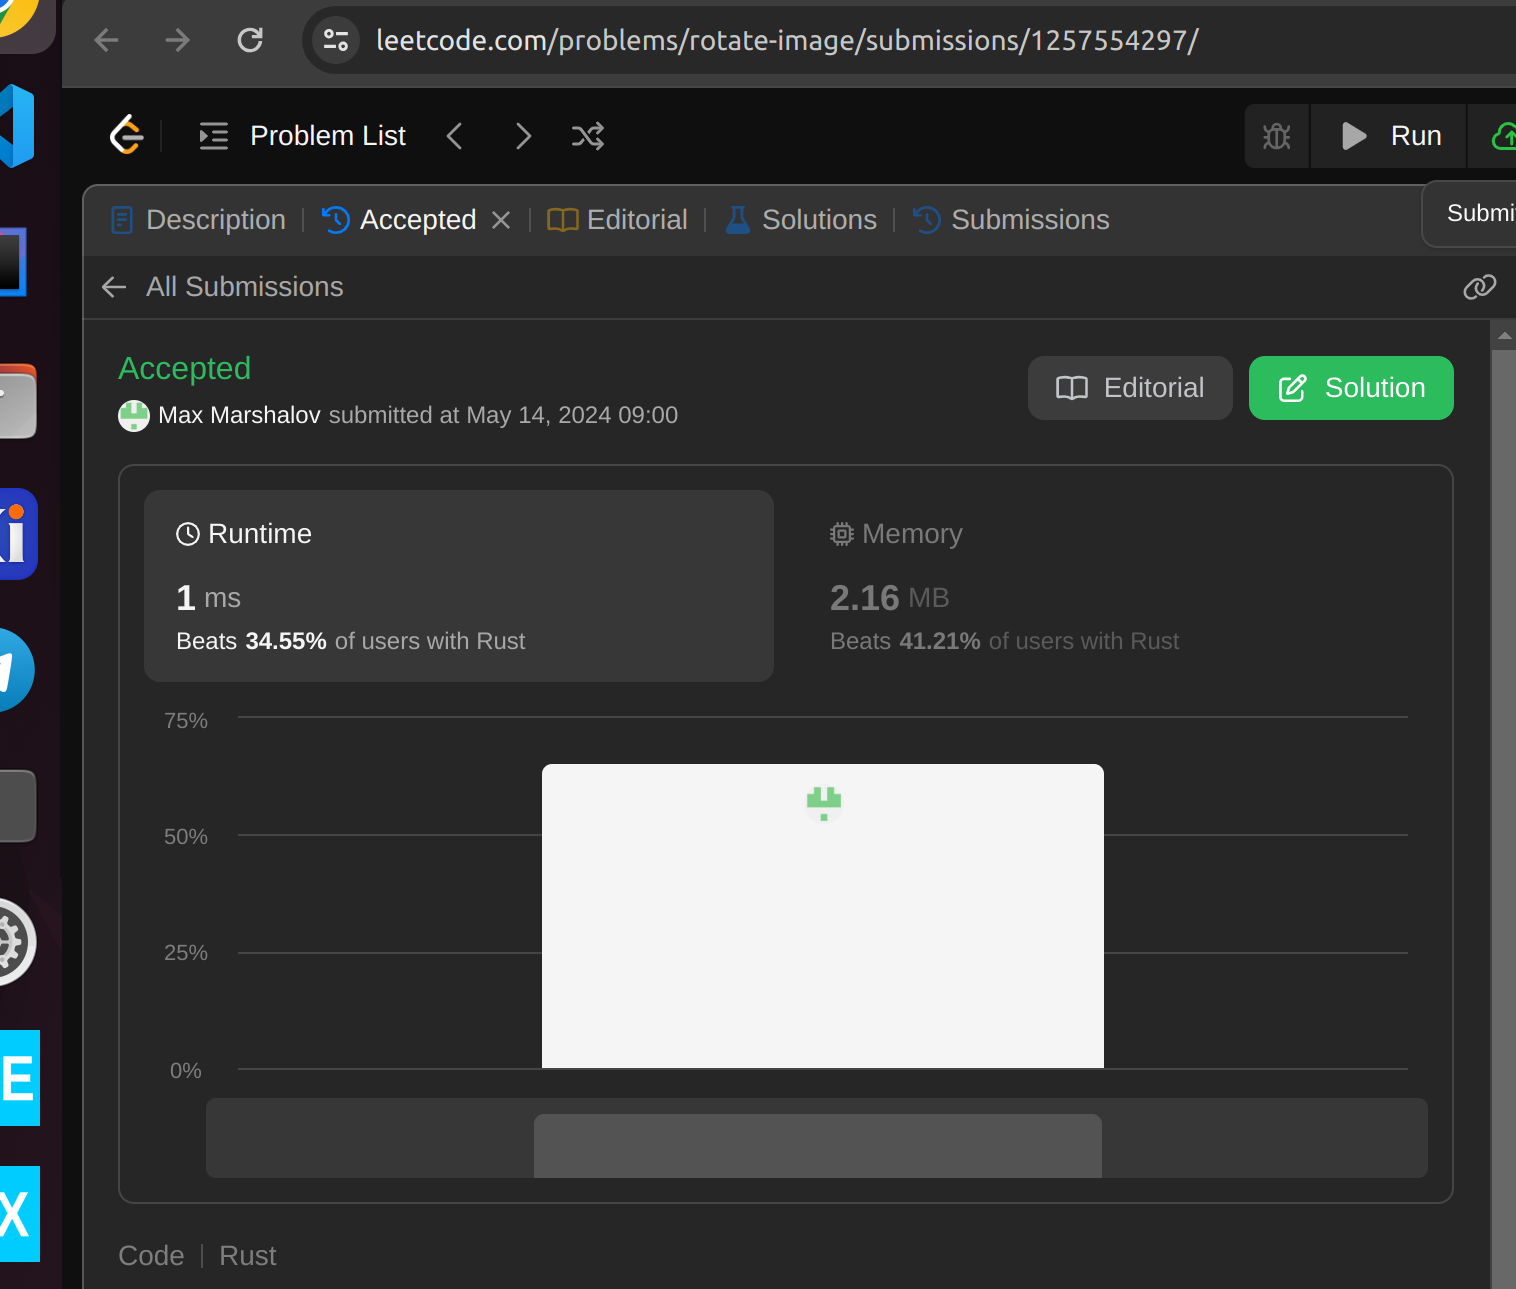 leetcode.com/problems/rotate-image/submissions/1257554297/
Problem List
Run
Description
Accepted
Editorial
Solutions
Submissions
All Submissions
Accepted
Editorial
Solution
Max Marshalov submitted at May 14, 2024 09:00
Runtime
Memory
1 ms
2.16 MB
Beats 34.55% of users with Rust
Beats 41.21% of users with Rust
75%
50%
25%
0%
E
X
Code
Rust